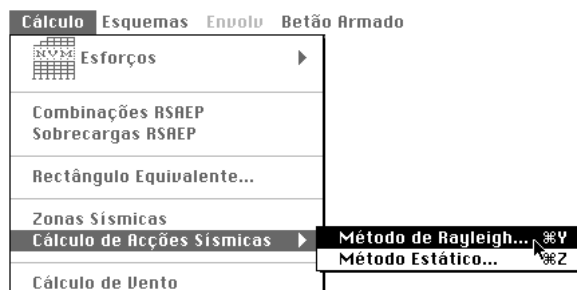 Cálculo Esquemas Envolv Betão Armado
NVM Esforços
Combinações RSAEP
Sobrecargas RSAEP
Rectângulo Equivalente...
Zonas Sísmicas
Cálculo de Acções Sísmicas
Método de Rayleigh... ⌘Y
Método Estático... ⌘Z
Cálculo de Vento